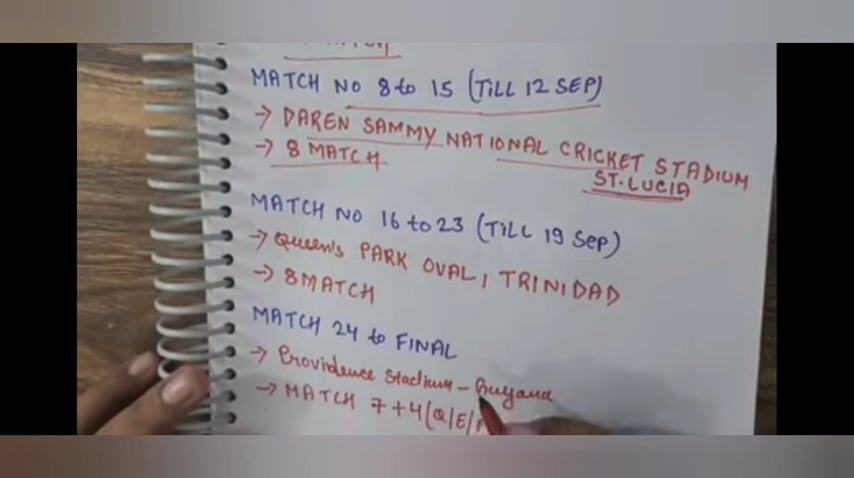 MATCH NO 8 to 15 (TILL 12 SEP)
→ DAREN SAMMY NATIONAL CRICKET STADIUM
ST. LUCIA
→ 8 MATCH
MATCH NO 16 to 23 (TILL 19 SEP)
→ Queen's PARK OVAL, TRINIDAD
→ 8 MATCH
MATCH 24 to FINAL
→ Providence Stadium - Guyana
→ MATCH 7 + 4 (Q/E/